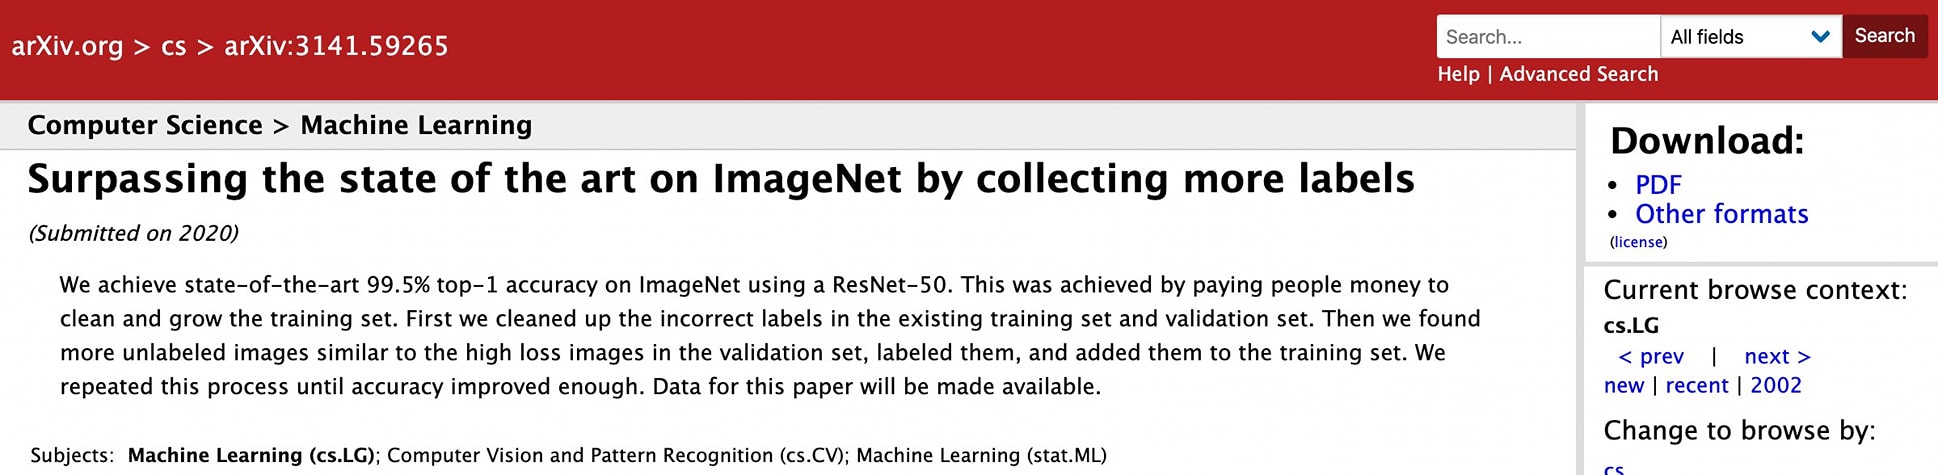 arXiv.org > cs > arXiv:3141.59265
Search...
All fields
Search
Help | Advanced Search
Computer Science > Machine Learning
Surpassing the state of the art on ImageNet by collecting more labels
(Submitted on 2020)
We achieve state-of-the-art 99.5% top-1 accuracy on ImageNet using a ResNet-50. This was achieved by paying people money to
clean and grow the training set. First we cleaned up the incorrect labels in the existing training set and validation set. Then we found
more unlabeled images similar to the high loss images in the validation set, labeled them, and added them to the training set. We
repeated this process until accuracy improved enough. Data for this paper will be made available.
Subjects: Machine Learning (cs.LG); Computer Vision and Pattern Recognition (cs.CV); Machine Learning (stat.ML)
Download:
• PDF
• Other formats
(license)
Current browse context:
cs.LG
< prev | next >
new | recent | 2002
Change to browse by:
cs